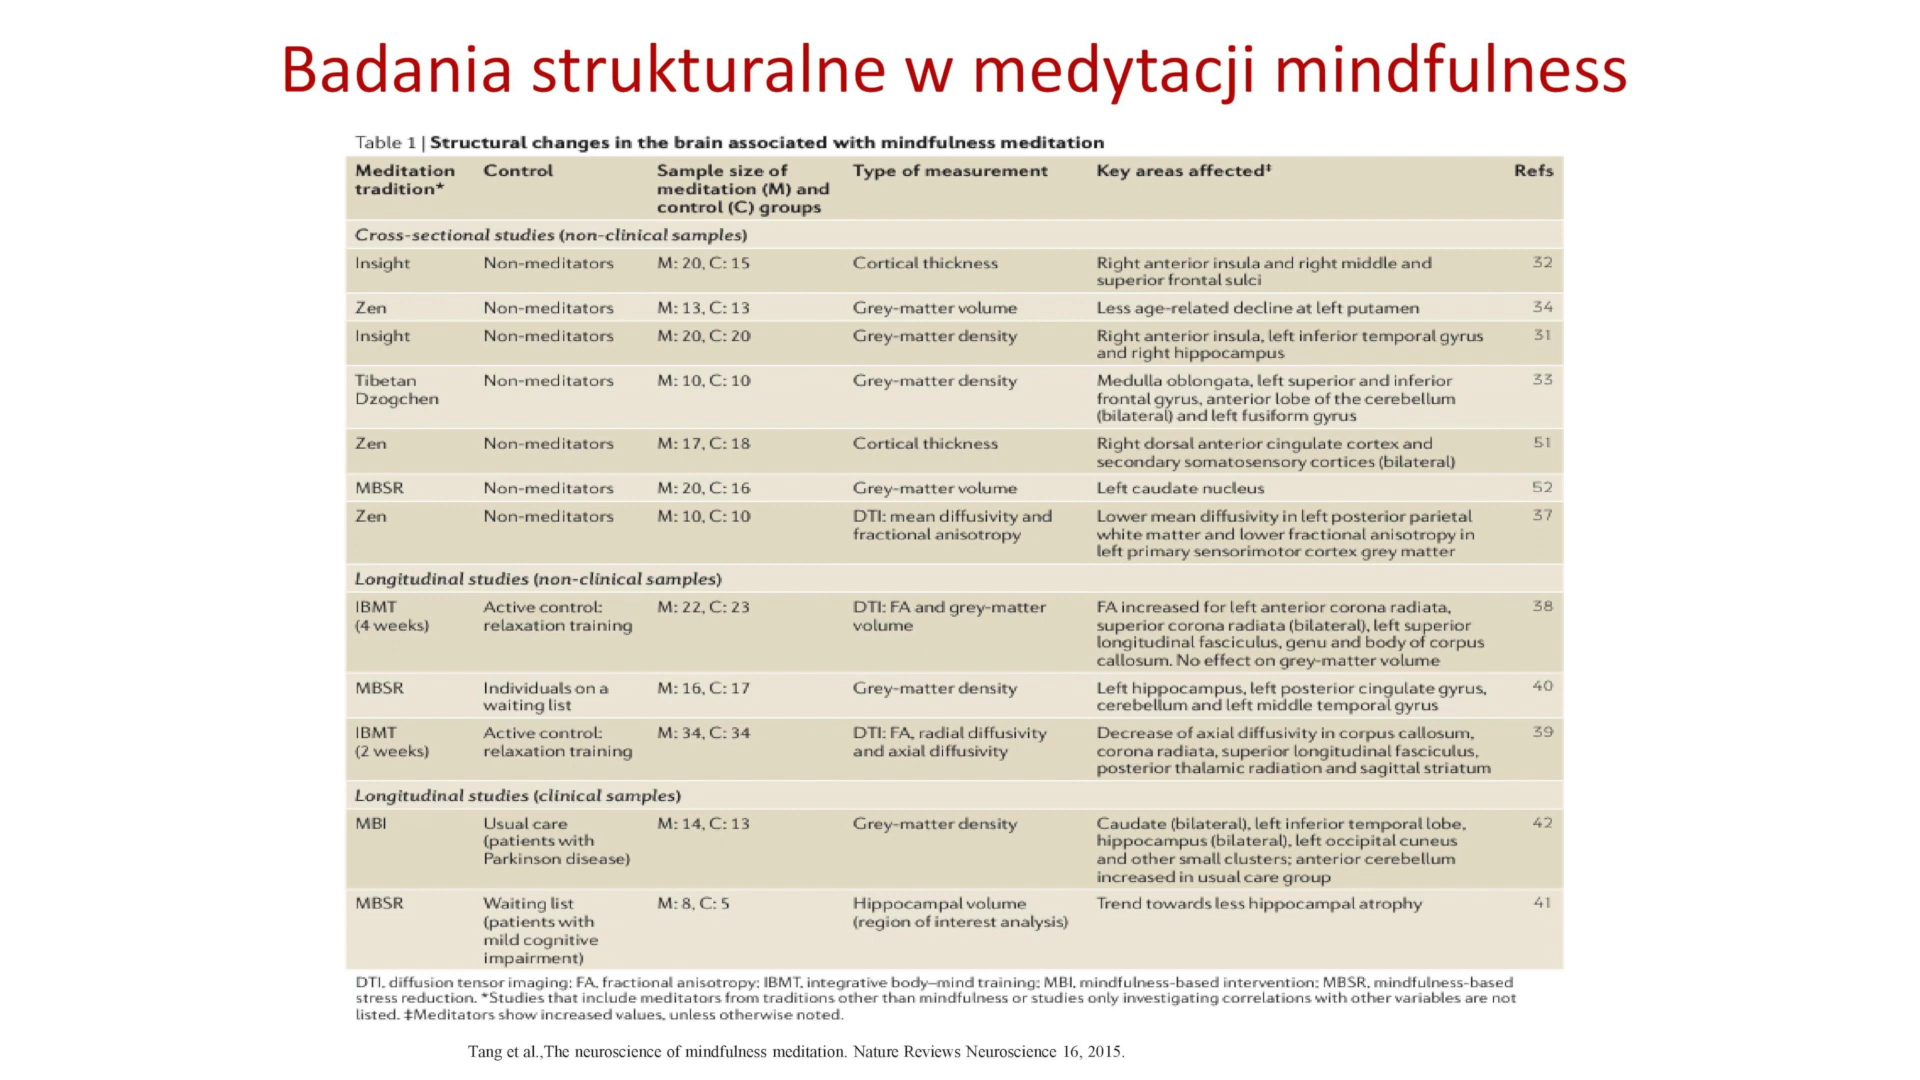 Badania strukturalne w medytacji mindfulness
Table 1 | Structural changes in the brain associated with mindfulness meditation
Meditation tradition* Control Sample size of meditation (M) and control (C) groups Type of measurement Key areas affected‡ Refs
Cross-sectional studies (non-clinical samples)
Insight Non-meditators M: 20, C: 15 Cortical thickness Right anterior insula and right middle and superior frontal sulci 32
Zen Non-meditators M: 13, C: 13 Grey-matter volume Less age-related decline at left putamen 34
Insight Non-meditators M: 20, C: 20 Grey-matter density Right anterior insula, left inferior temporal gyrus and right hippocampus 31
Tibetan Dzogchen Non-meditators M: 10, C: 10 Grey-matter density Medulla oblongata, left superior and inferior frontal gyrus, anterior lobe of the cerebellum (bilateral) and left fusiform gyrus 33
Zen Non-meditators M: 17, C: 18 Cortical thickness Right dorsal anterior cingulate cortex and secondary somatosensory cortices (bilateral) 51
MBSR Non-meditators M: 20, C: 16 Grey-matter volume Left caudate nucleus 52
Zen Non-meditators M: 10, C: 10 DTI: mean diffusivity and fractional anisotropy Lower mean diffusivity in left posterior parietal white matter and lower fractional anisotropy in left primary sensorimotor cortex grey matter 37
Longitudinal studies (non-clinical samples)
IBMT (4 weeks) Active control: relaxation training M: 22, C: 23 DTI: FA and grey-matter volume FA increased for left anterior corona radiata, superior corona radiata (bilateral), left superior longitudinal fasciculus, genu and body of corpus callosum. No effect on grey-matter volume 38
MBSR Individuals on a waiting list M: 16, C: 17 Grey-matter density Left hippocampus, left posterior cingulate gyrus, cerebellum and left middle temporal gyrus 40
IBMT (2 weeks) Active control: relaxation training M: 34, C: 34 DTI: FA, radial diffusivity and axial diffusivity Decrease of axial diffusivity in corpus callosum, corona radiata, superior longitudinal fasciculus, posterior thalamic radiation and sagittal striatum 39
Longitudinal studies (clinical samples)
MBI Usual care (patients with Parkinson disease) M: 14, C: 13 Grey-matter density Caudate (bilateral), left inferior temporal lobe, hippocampus (bilateral), left occipital cuneus and other small clusters; anterior cerebellum increased in usual care group 42
MBSR Waiting list (patients with mild cognitive impairment) M: 8, C: 5 Hippocampal volume (region of interest analysis) Trend towards less hippocampal atrophy 41
DTI, diffusion tensor imaging; FA, fractional anisotropy; IBMT, integrative body–mind training; MBI, mindfulness-based intervention; MBSR, mindfulness-based
stress reduction. *Studies that include meditators from traditions other than mindfulness or studies only investigating correlations with other variables are not
listed. ‡Meditators show increased values, unless otherwise noted.
Tang et al.,The neuroscience of mindfulness meditation. Nature Reviews Neuroscience 16, 2015.